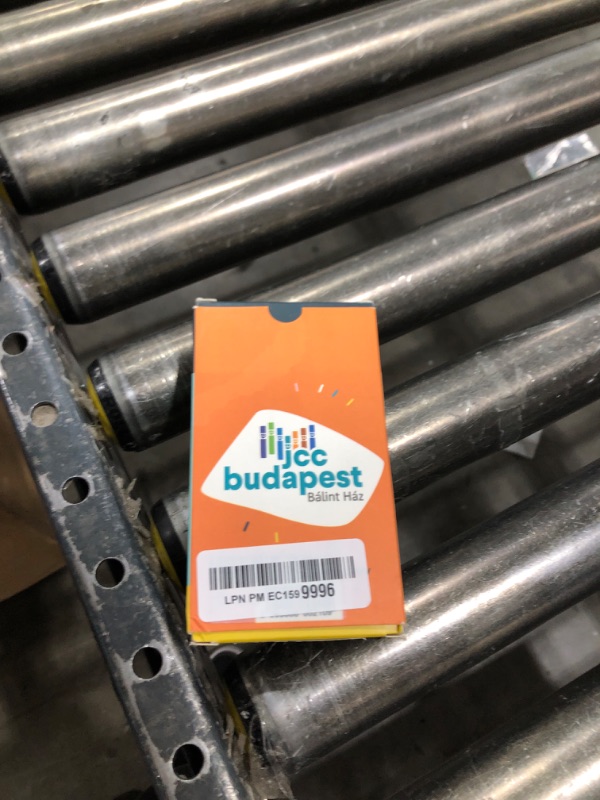 jcc
budapest
Bálint Ház
LPN PM EC159 9996